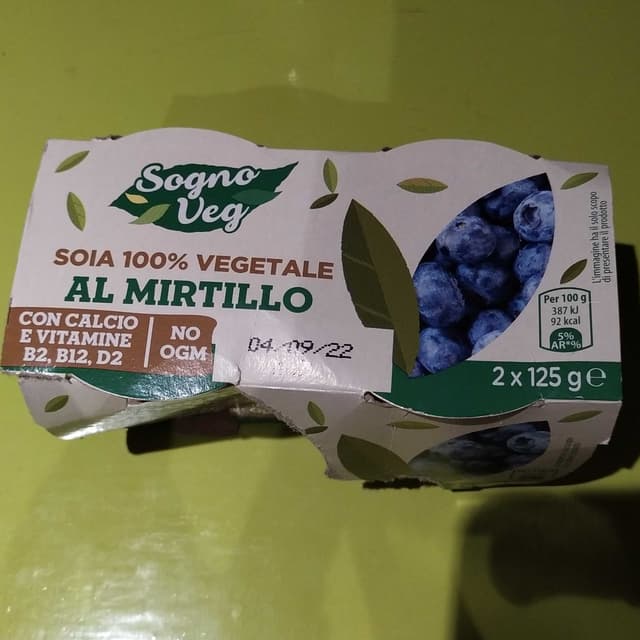 Sogno
Veg
SOIA 100% VEGETALE
AL MIRTILLO
CON CALCIO
E VITAMINE
B2, B12, D2
NO
OGM
04/09/22
L'immagine ha il solo scopo
di presentare il prodotto
Per 100 g
387 kJ
92 kcal
5%
AR*%
2 x 125 g e